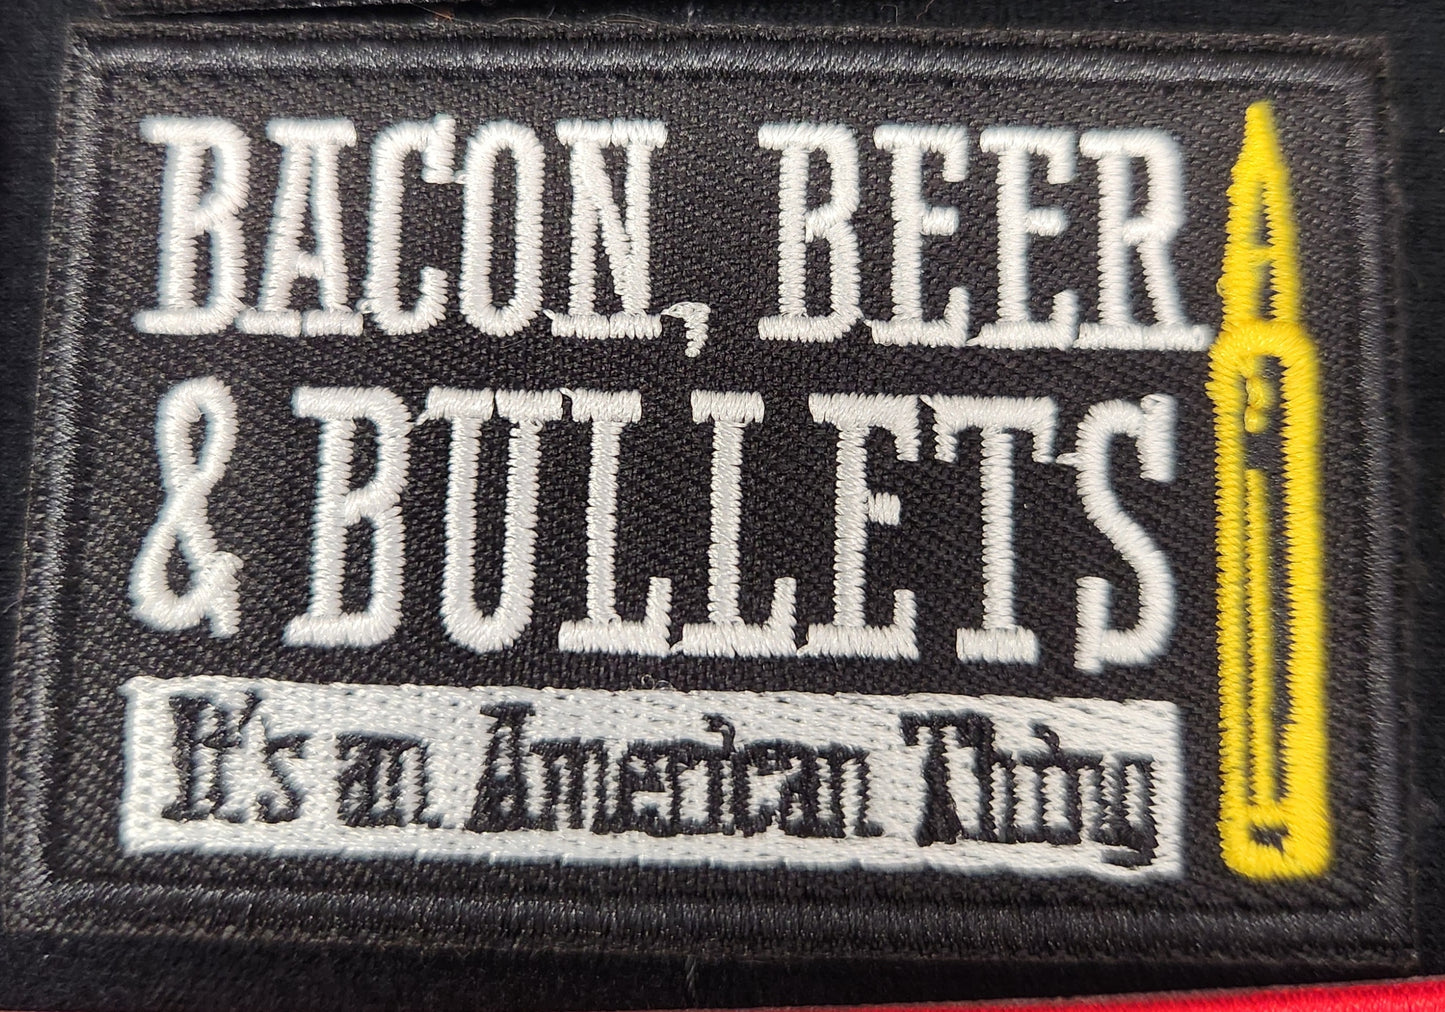 BACON, BEER
& BULLETS
It's an American Thing